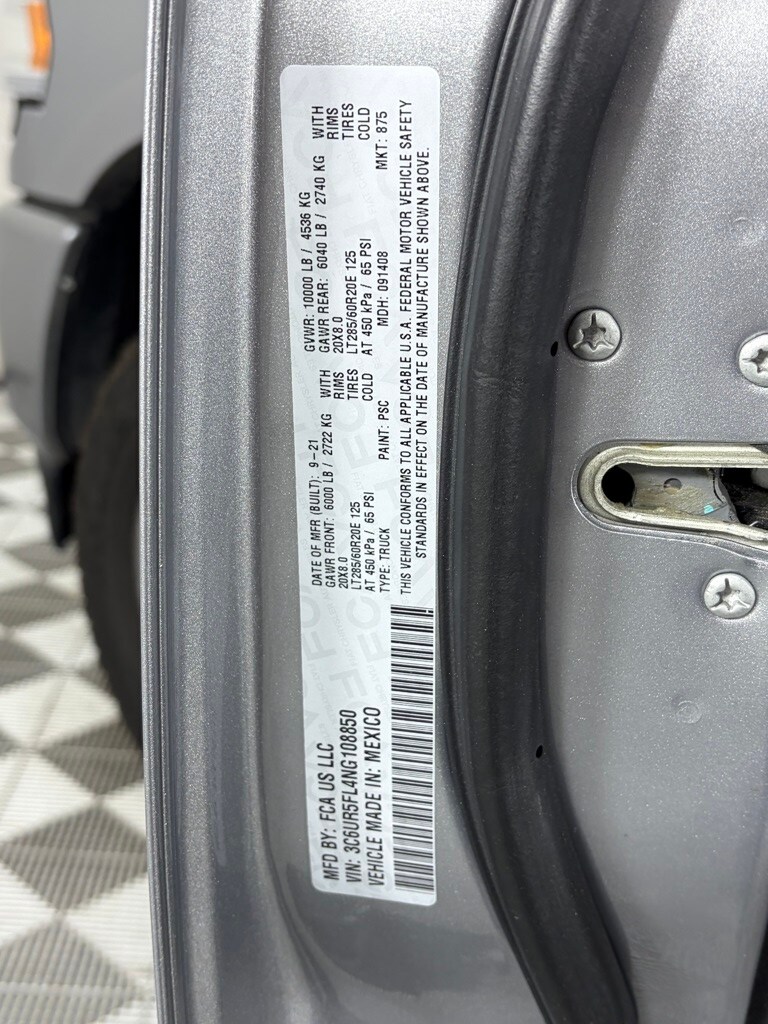 MFD BY: FCA US LLC
VIN: 3C6UR5FL4NG108850
VEHICLE MADE IN: MEXICO
DATE OF MFR (BUILT): 9-21
GAWR FRONT: 6000 LB / 2722 KG WITH
20X8.0 RIMS
LT285/60R20E 125 TIRES
AT 450 kPa / 65 PSI COLD
TYPE: TRUCK PAINT: PSC
GVWR: 10000 LB / 4536 KG
GAWR REAR: 6040 LB / 2740 KG WITH
20X8.0 RIMS
LT285/60R20E 125 TIRES
AT 450 kPa / 65 PSI COLD
MDH: 091408 MKT: 875
THIS VEHICLE CONFORMS TO ALL APPLICABLE U.S.A. FEDERAL MOTOR VEHICLE SAFETY
STANDARDS IN EFFECT ON THE DATE OF MANUFACTURE SHOWN ABOVE.